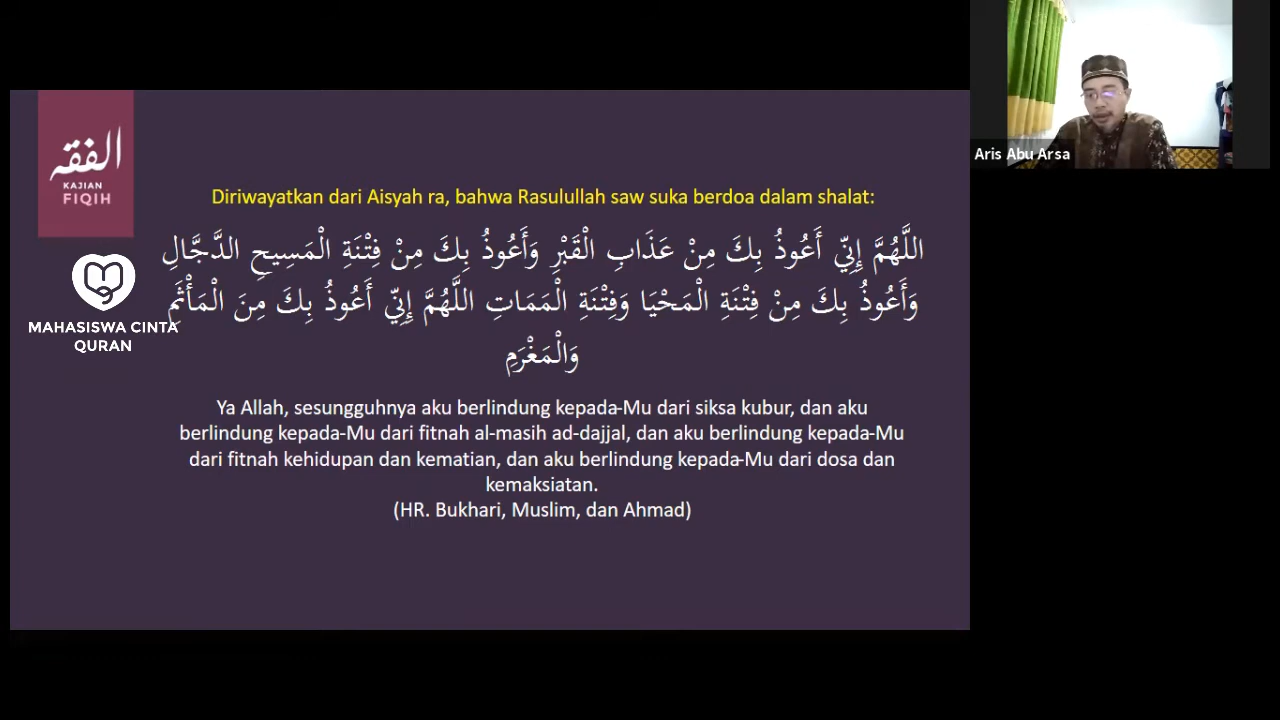 الفقه
KAJIAN
FIQIH
MAHASISWA CINTA
QURAN
Diriwayatkan dari Aisyah ra, bahwa Rasulullah saw suka berdoa dalam shalat:
اللَّهُمَّ إِنِّي أَعُوذُ بِكَ مِنْ عَذَابِ الْقَبْرِ وَأَعُوذُ بِكَ مِنْ فِتْنَةِ الْمَسِيحِ الدَّجَّالِ
وَأَعُوذُ بِكَ مِنْ فِتْنَةِ الْمَحْيَا وَفِتْنَةِ الْمَمَاتِ اللَّهُمَّ إِنِّي أَعُوذُ بِكَ مِنَ الْمَأْثَمِ
وَالْمَغْرَمِ
Ya Allah, sesungguhnya aku berlindung kepada-Mu dari siksa kubur, dan aku
berlindung kepada-Mu dari fitnah al-masih ad-dajjal, dan aku berlindung kepada-Mu
dari fitnah kehidupan dan kematian, dan aku berlindung kepada-Mu dari dosa dan
kemaksiatan.
(HR. Bukhari, Muslim, dan Ahmad)
Aris Abu Arsa